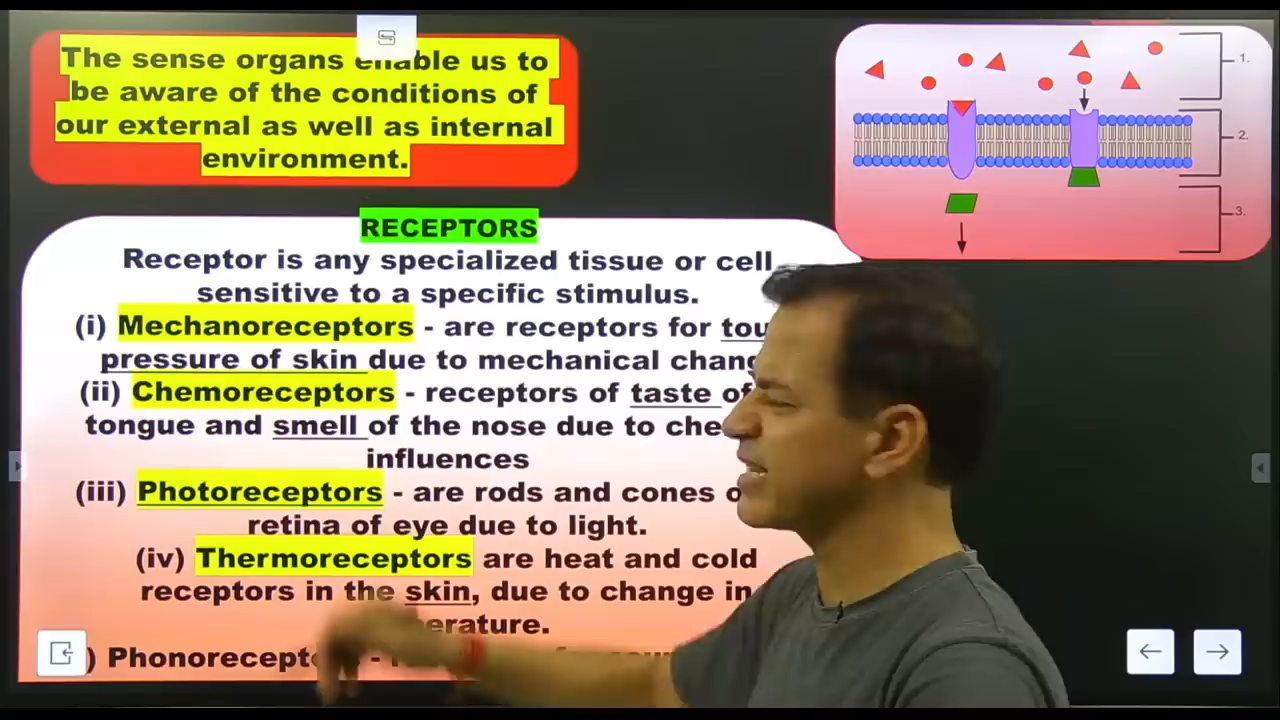 The sense organs enable us to
be aware of the conditions of
our external as well as internal
environment.
1.
2.
3.
RECEPTORS
Receptor is any specialized tissue or cell
sensitive to a specific stimulus.
(i) Mechanoreceptors - are receptors for
pressure of skin due to mechanical
(ii) Chemoreceptors - receptors of taste of
tongue and smell of the nose due to
influences
(iii) Photoreceptors - are rods and cones
retina of eye due to light.
(iv) Thermoreceptors are heat and cold
receptors in the skin, due to change in